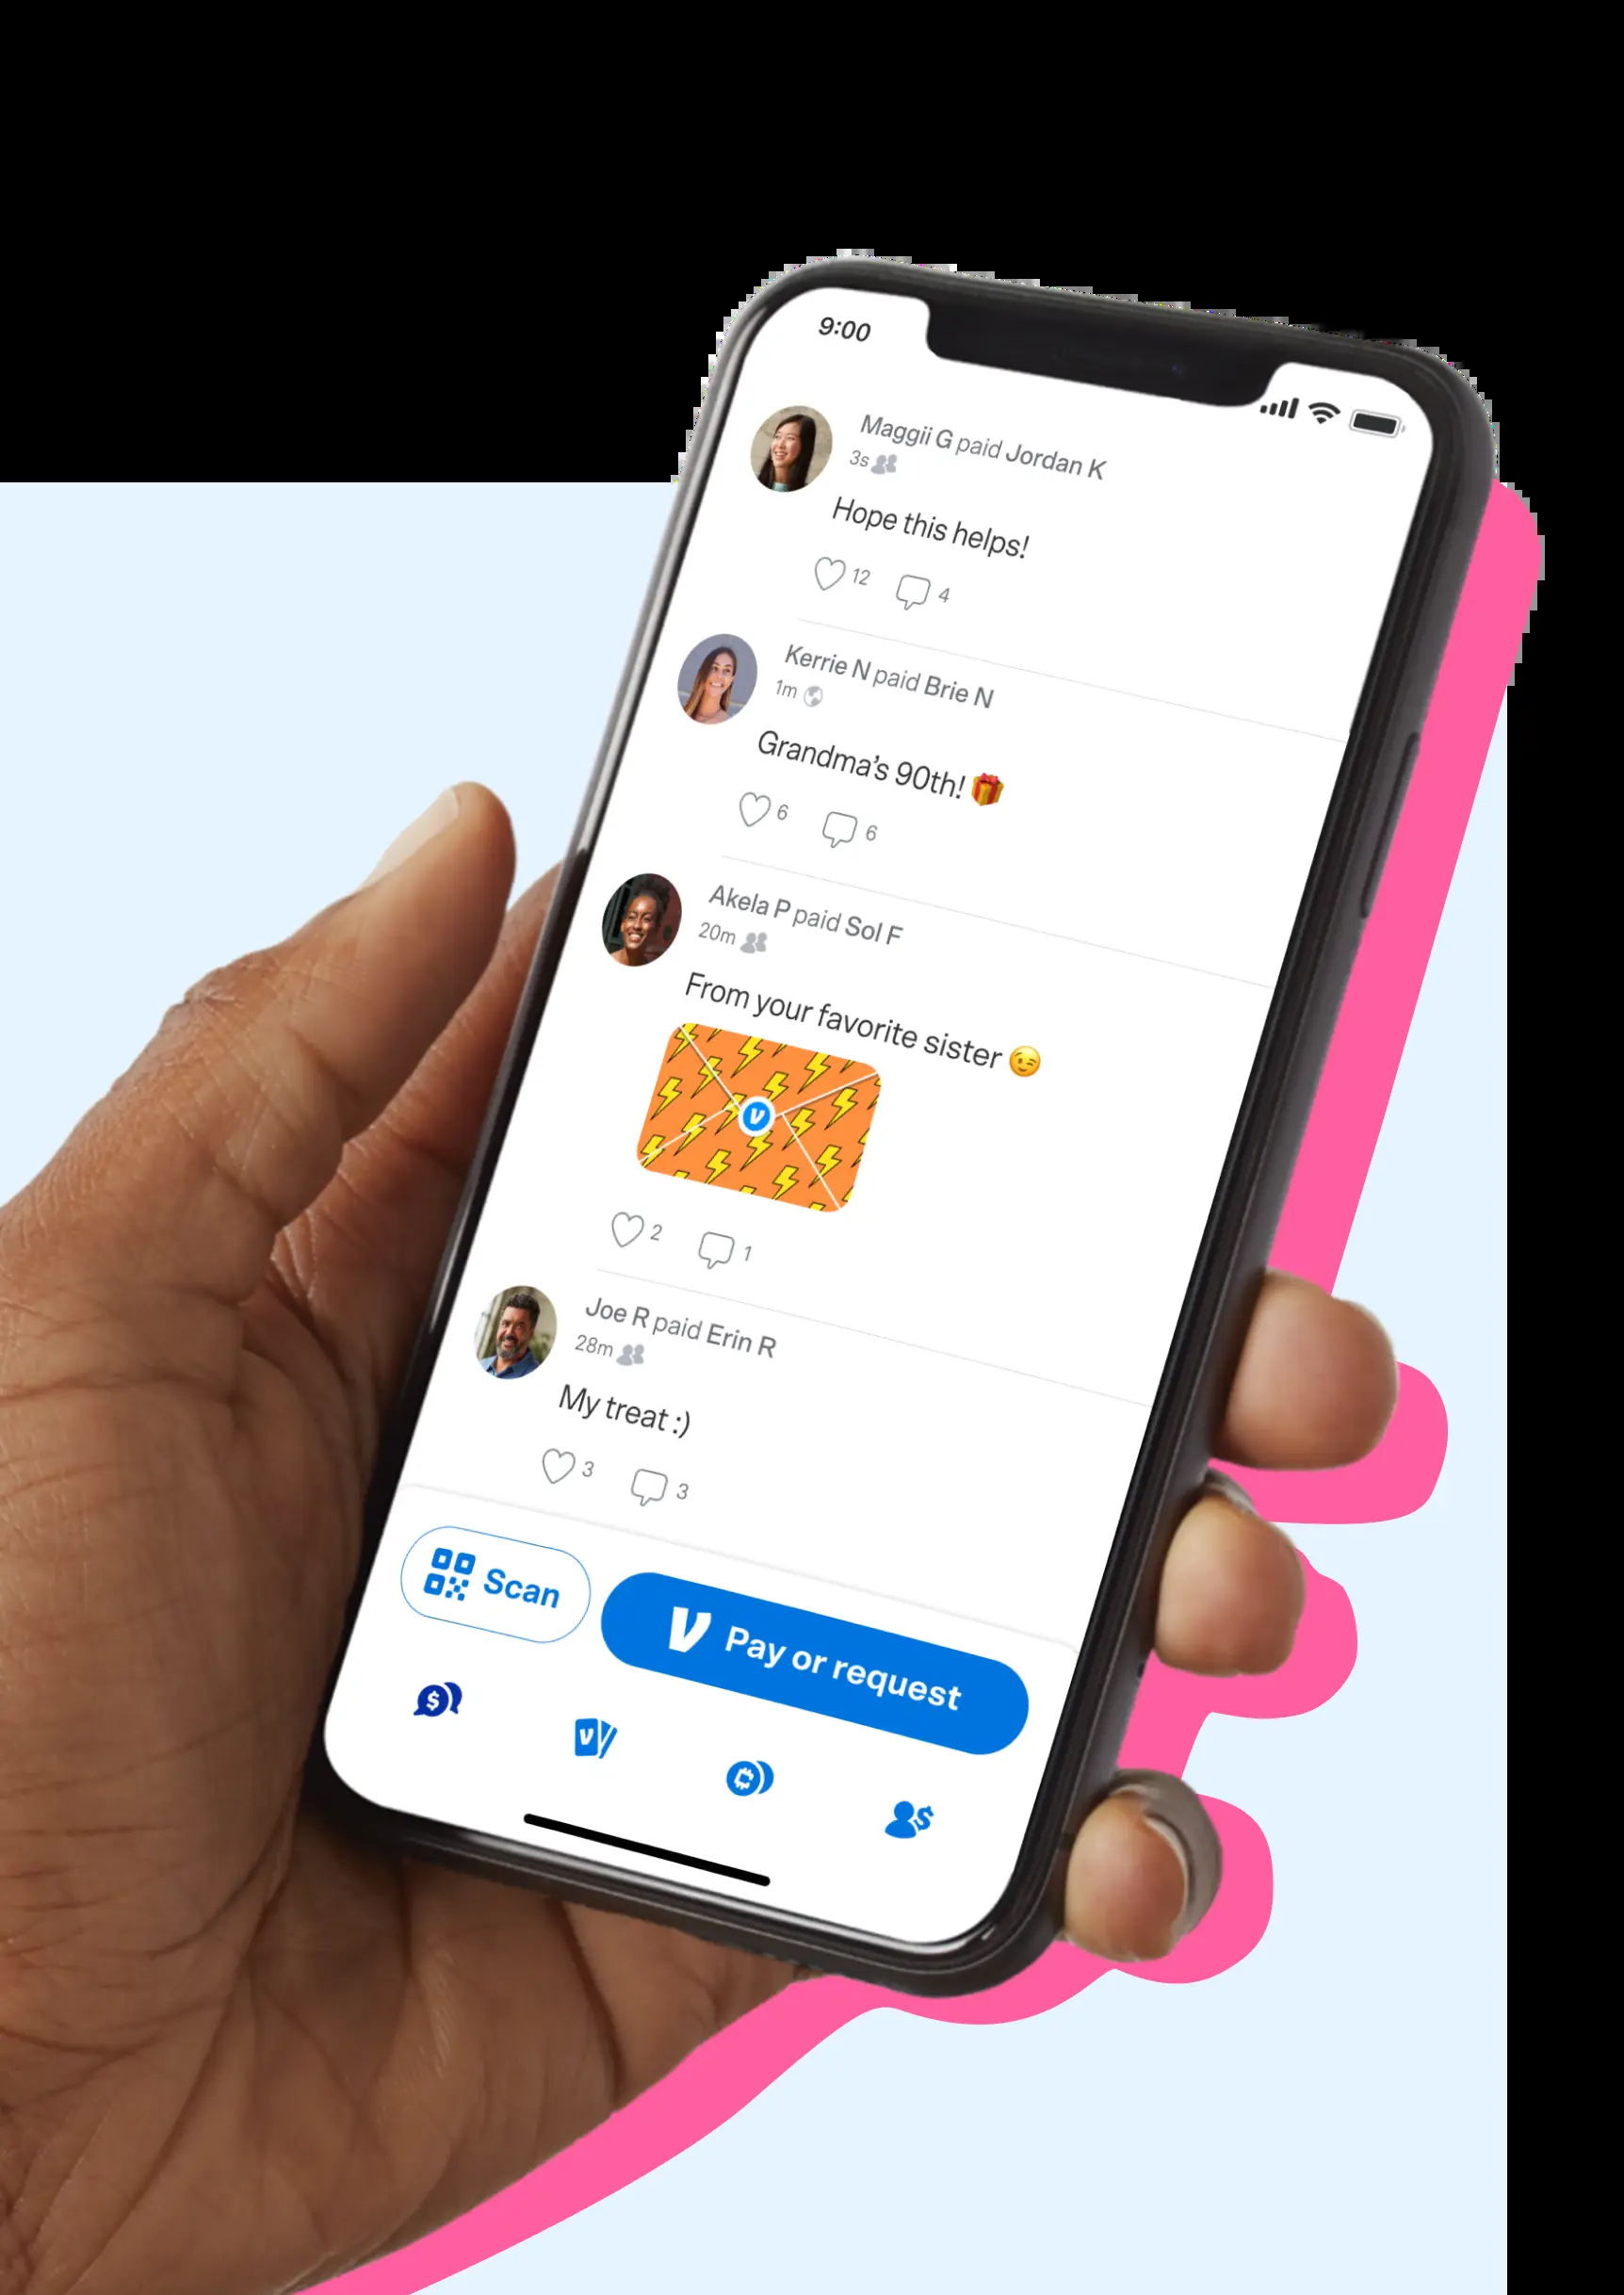 9:00
Maggii G paid Jordan K
3s
Hope this helps!
12 4
Kerrie N paid Brie N
1m
Grandma’s 90th! 🎁
6 6
Akela P paid Sol F
20m
From your favorite sister 😉
2 1
Joe R paid Erin R
28m
My treat :)
3 3
Scan
Pay or request